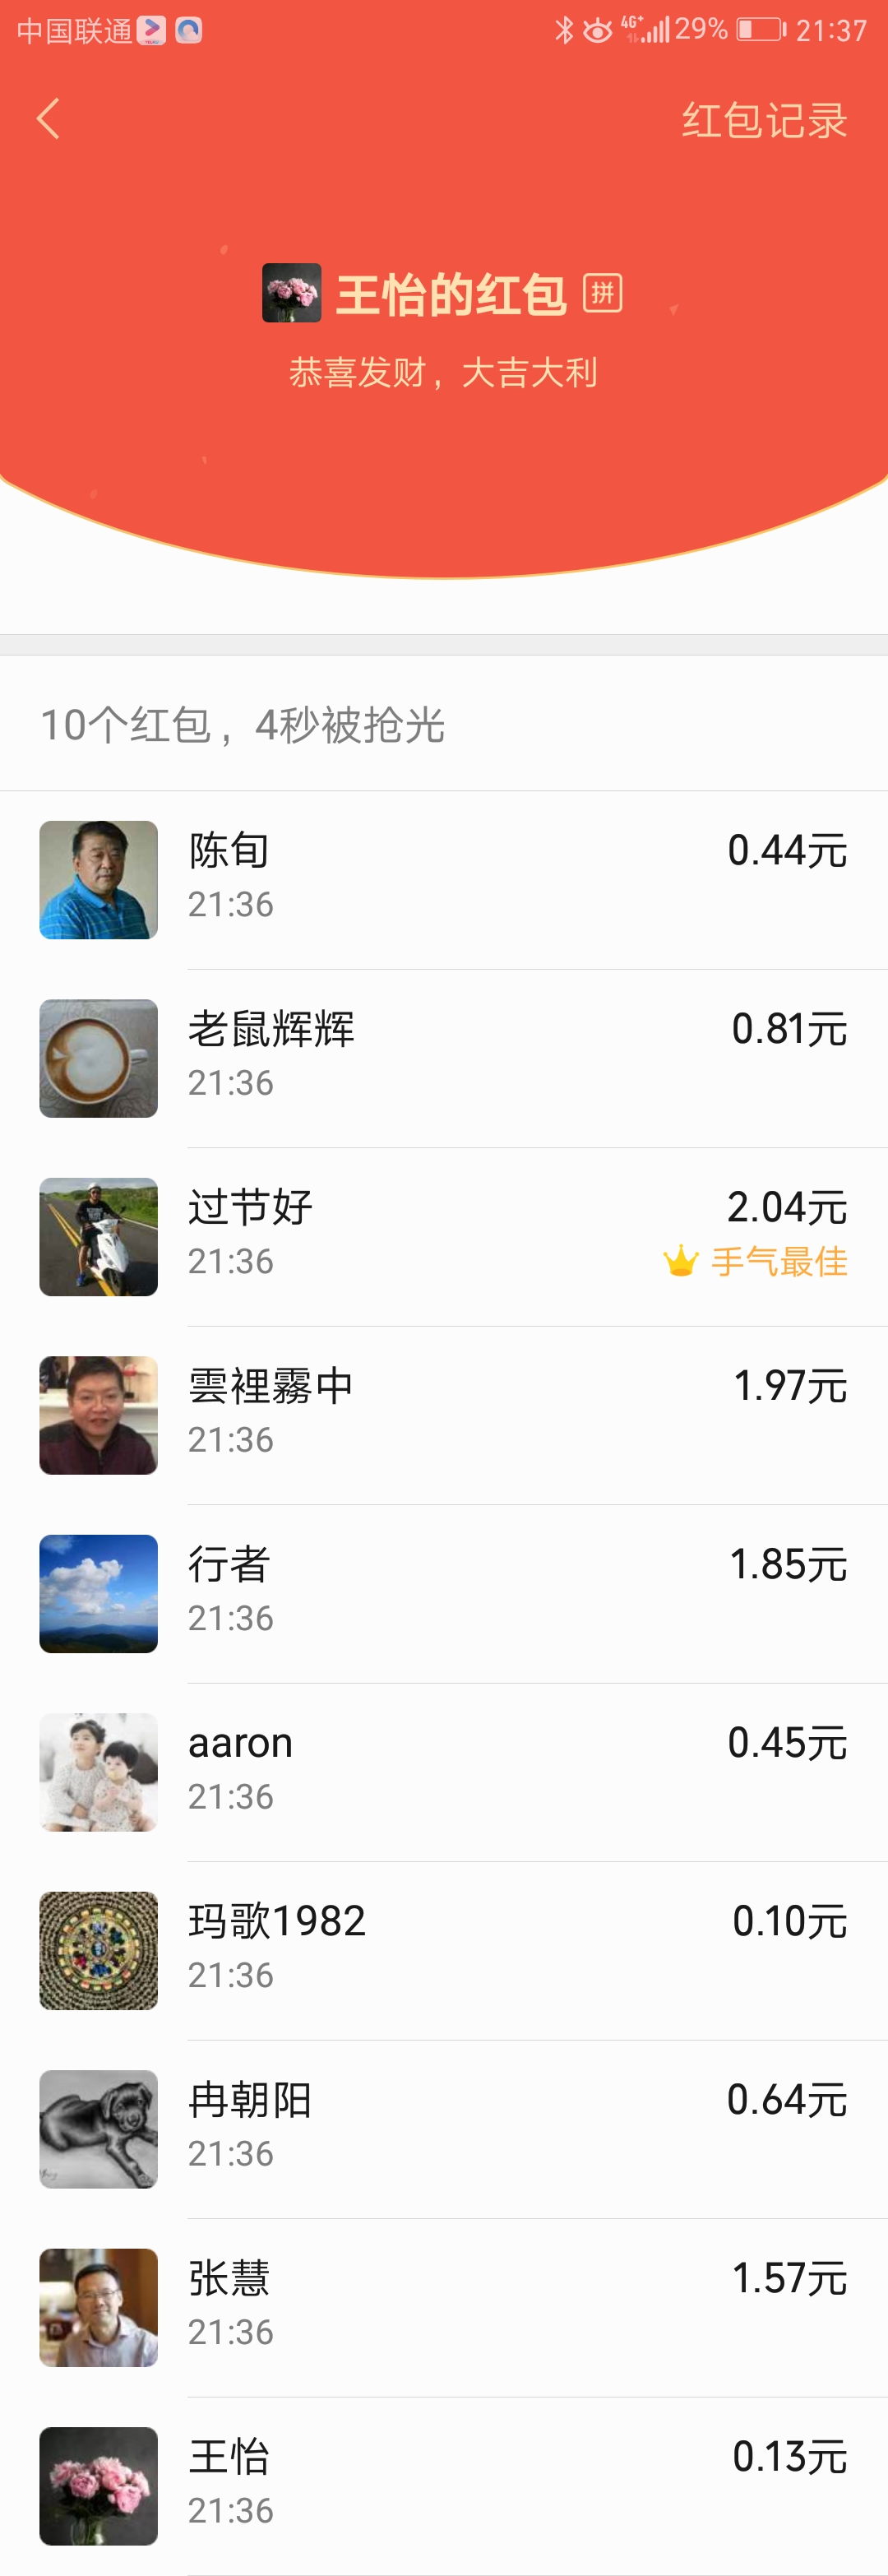 中国联通 4G+ 29% 21:37
红包记录
王怡的红包 拼
恭喜发财，大吉大利
10个红包，4秒被抢光
陈旬 0.44元
21:36
老鼠辉辉 0.81元
21:36
过节好 2.04元
21:36 手气最佳
雲裡霧中 1.97元
21:36
行者 1.85元
21:36
aaron 0.45元
21:36
玛歌1982 0.10元
21:36
冉朝阳 0.64元
21:36
张慧 1.57元
21:36
王怡 0.13元
21:36